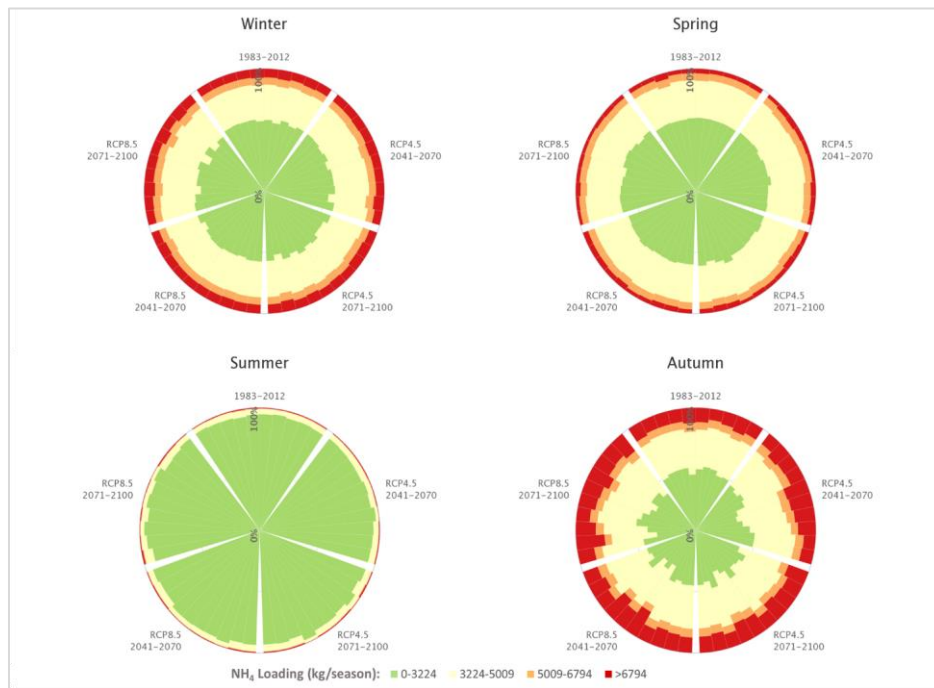 Winter
1983-2012
100%
0%
RCP4.5
2041-2070
RCP4.5
2071-2100
RCP8.5
2041-2070
RCP8.5
2071-2100
Spring
1983-2012
100%
0%
RCP4.5
2041-2070
RCP4.5
2071-2100
RCP8.5
2041-2070
RCP8.5
2071-2100
Summer
1983-2012
100%
0%
RCP4.5
2041-2070
RCP4.5
2071-2100
RCP8.5
2041-2070
RCP8.5
2071-2100
Autumn
1983-2012
100%
0%
RCP4.5
2041-2070
RCP4.5
2071-2100
RCP8.5
2041-2070
RCP8.5
2071-2100
NH₄ Loading (kg/season): 0-3224 3224-5009 5009-6794 >6794